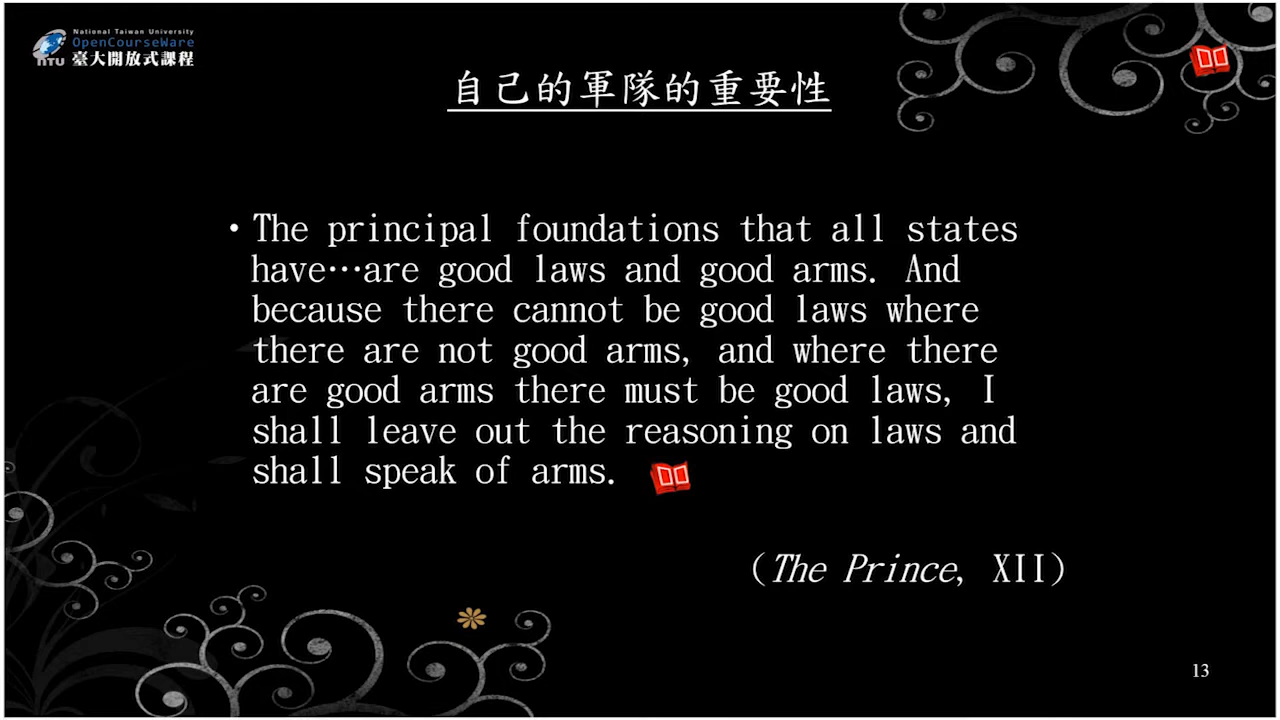 National Taiwan University
OpenCourseWare
NTU 臺大開放式課程
自己的軍隊的重要性
• The principal foundations that all states
have…are good laws and good arms. And
because there cannot be good laws where
there are not good arms, and where there
are good arms there must be good laws, I
shall leave out the reasoning on laws and
shall speak of arms.
(The Prince, XII)
13